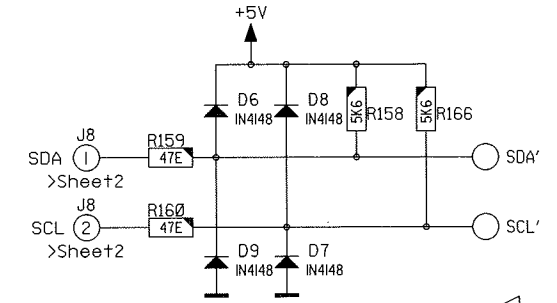 +5V
D6
IN4148
D8
IN4148
5K6
R158
5K6
R166
J8
SDA
1
>Sheet2
R159
47E
SDA'
J8
SCL
2
>Sheet2
R160
47E
SCL'
D9
IN4148
D7
IN4148